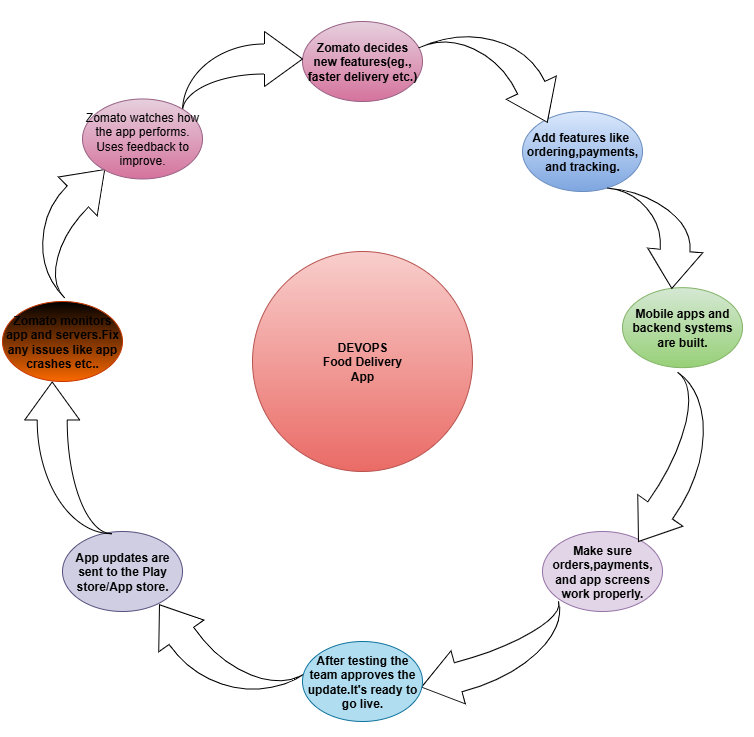 Zomato decides
new features(eg.,
faster delivery etc.)
Add features like
ordering,payments,
and tracking.
Mobile apps and
backend systems
are built.
Make sure
orders,payments,
and app screens
work properly.
After testing the
team approves the
update.It's ready to
go live.
App updates are
sent to the Play
store/App store.
Zomato monitors
app and servers.Fix
any issues like app
crashes etc..
Zomato watches how
the app performs.
Uses feedback to
improve.
DEVOPS
Food Delivery
App